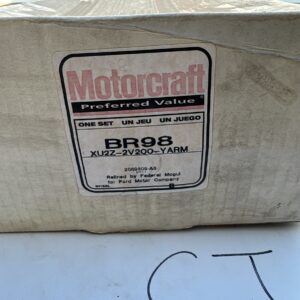 Motorcraft
Preferred Value
ONE SET UN JEU UN JUEGO
BR98
XU2Z-2V200-YARM
by Federal Mogul
for Ford Motor Company
B
CJ